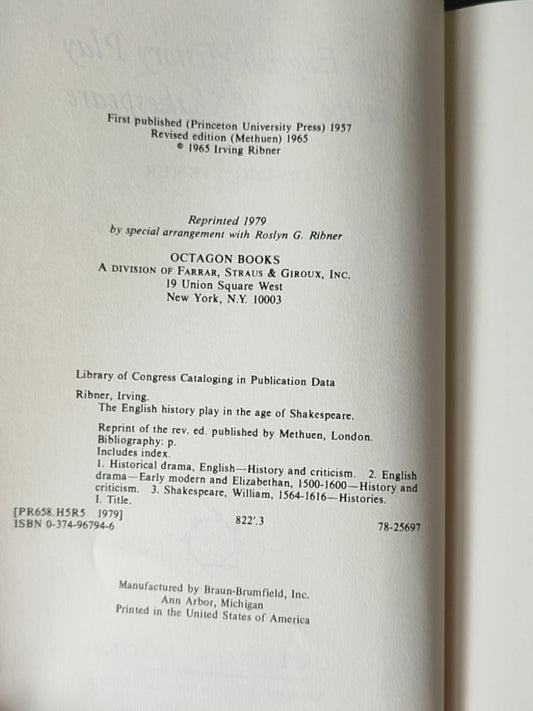 First published (Princeton University Press) 1957
Revised edition (Methuen) 1965
© 1965 Irving Ribner
Reprinted 1979
by special arrangement with Roslyn G. Ribner
OCTAGON BOOKS
A DIVISION OF FARRAR, STRAUS & GIROUX, INC.
19 Union Square West
New York, N.Y. 10003
Library of Congress Cataloging in Publication Data
Ribner, Irving.
The English history play in the age of Shakespeare.
Reprint of the rev. ed. published by Methuen, London.
Bibliography: p.
Includes index.
1. Historical drama, English—History and criticism. 2. English
drama—Early modern and Elizabethan, 1500-1600—History and
criticism. 3. Shakespeare, William, 1564-1616—Histories.
I. Title.
[PR658.H5R5 1979] 822'.3 78-25697
ISBN 0-374-96794-6
Manufactured by Braun-Brumfield, Inc.
Ann Arbor, Michigan
Printed in the United States of America